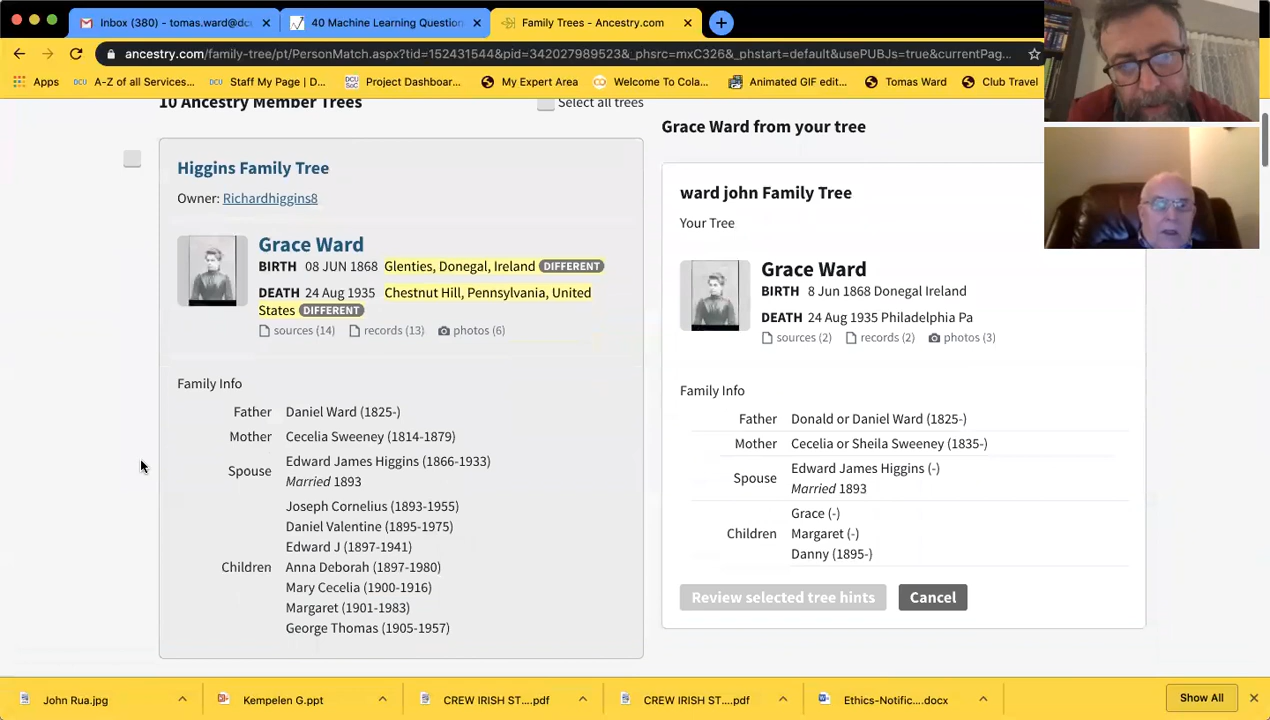 Inbox (380) - tomas.ward@dc
40 Machine Learning Question
Family Trees - Ancestry.com
ancestry.com/family-tree/pt/PersonMatch.aspx?tid=152431544&pid=342027989523&_phsrc=mxC326&_phstart=default&usePUBJs=true&currentPag...
Apps
A-Z of all Services...
Staff My Page | D...
Project Dashboar...
My Expert Area
Welcome To Cola...
Animated GIF edit...
Tomas Ward
Club Travel
10 Ancestry Member Trees
Select all trees
Higgins Family Tree
Owner: Richardhiggins8
Grace Ward
BIRTH 08 JUN 1868 Glenties, Donegal, Ireland DIFFERENT
DEATH 24 Aug 1935 Chestnut Hill, Pennsylvania, United
States DIFFERENT
sources (14) records (13) photos (6)
Family Info
Father Daniel Ward (1825-)
Mother Cecelia Sweeney (1814-1879)
Spouse Edward James Higgins (1866-1933)
Married 1893
Children Joseph Cornelius (1893-1955)
Daniel Valentine (1895-1975)
Edward J (1897-1941)
Anna Deborah (1897-1980)
Mary Cecelia (1900-1916)
Margaret (1901-1983)
George Thomas (1905-1957)
Grace Ward from your tree
ward john Family Tree
Your Tree
Grace Ward
BIRTH 8 Jun 1868 Donegal Ireland
DEATH 24 Aug 1935 Philadelphia Pa
sources (2) records (2) photos (3)
Family Info
Father Donald or Daniel Ward (1825-)
Mother Cecelia or Sheila Sweeney (1835-)
Spouse Edward James Higgins (-)
Married 1893
Children Grace (-)
Margaret (-)
Danny (1895-)
Review selected tree hints Cancel
John Rua.jpg
Kempelen G.ppt
CREW IRISH ST....pdf
CREW IRISH ST....pdf
Ethics-Notific....docx
Show All